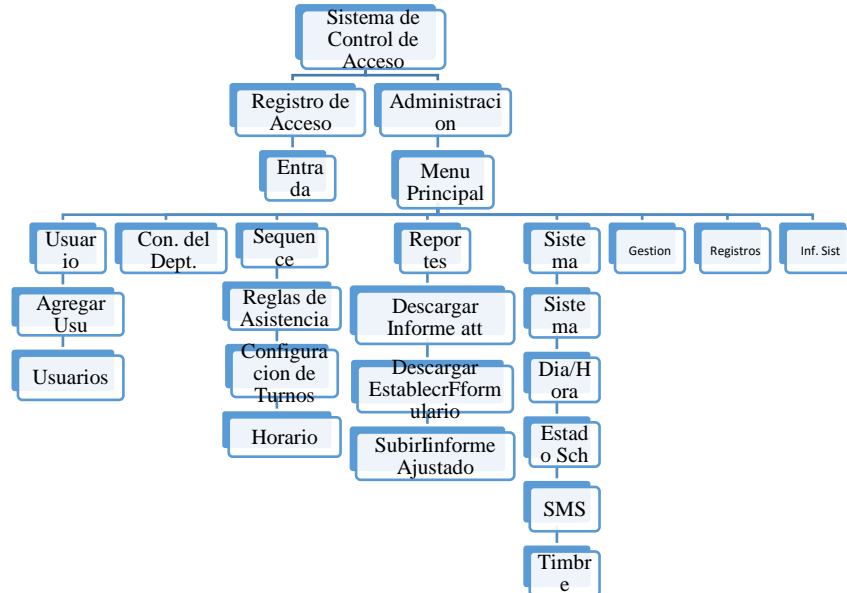 Sistema de
Control de
Acceso
Registro de
Acceso
Administraci
on
Entra
da
Menu
Principal
Usuar
io
Con. del
Dept.
Sequen
ce
Repor
tes
Siste
ma
Gestion
Registros
Inf. Sist
Agregar
Usu
Reglas de
Asistencia
Descargar
Informe att
Siste
ma
Usuarios
Configura
cion de
Turnos
Descargar
EstablecrFform
ulario
Dia/H
ora
Horario
SubirIinforme
Ajustado
Estad
o Sch
SMS
Timbr
e